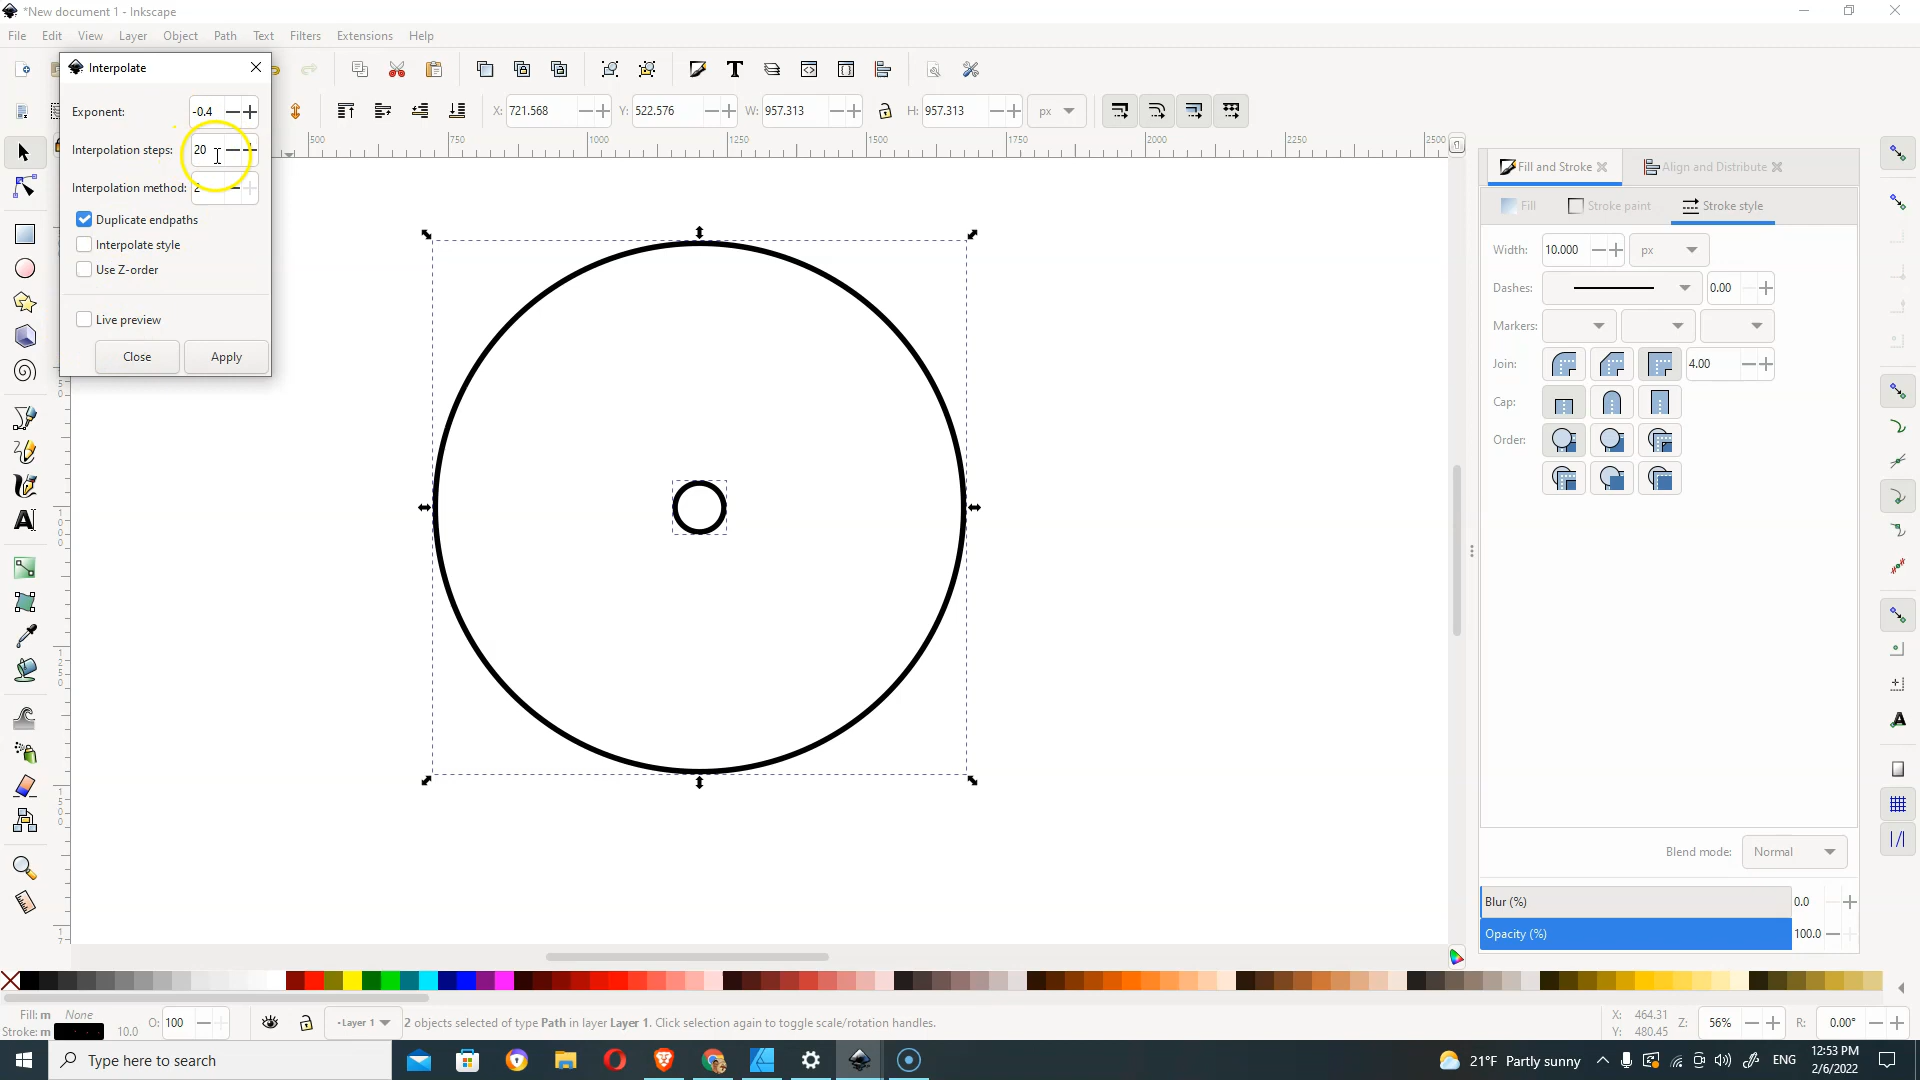 *New document 1 - Inkscape
File Edit View Layer Object Path Text Filters Extensions Help
Interpolate
Exponent: -0.4
Interpolation steps: 20
Interpolation method: 2
Duplicate endpaths
Interpolate style
Use Z-order
Live preview
Close Apply
X: 721.568 Y: 522.576 W: 957.313 H: 957.313 px
500 750 1000 1250 1500 1750 2000 2250 2500
Fill and Stroke Align and Distribute
Fill Stroke paint Stroke style
Width: 10.000 px
Dashes: 0.00
Markers:
Join: 4.00
Cap:
Order:
Blend mode: Normal
Blur (%) 0.0
Opacity (%) 100.0
Fill: m None
Stroke: m 10.0
O: 100
Layer 1
2 objects selected of type Path in layer Layer 1. Click selection again to toggle scale/rotation handles.
X: 464.31
Y: 480.45
Z: 56% R: 0.00°
Type here to search
21°F Partly sunny ENG 12:53 PM
2/6/2022